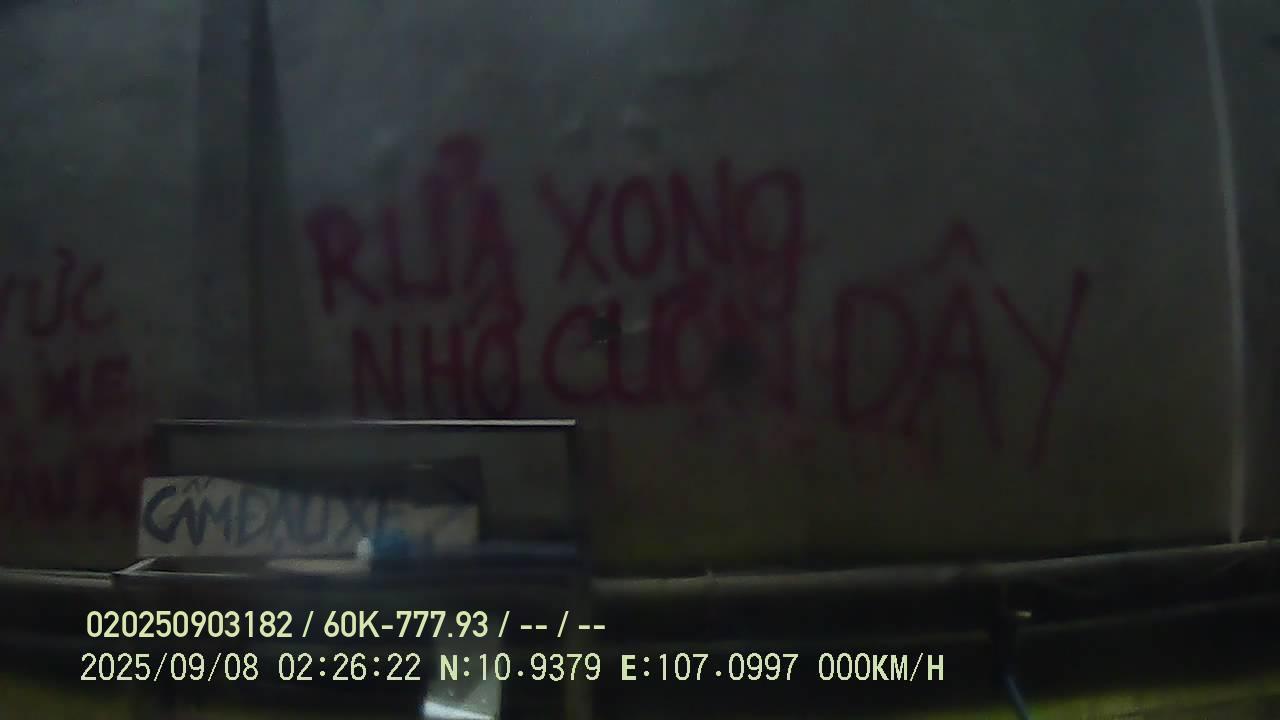 RỬA XONG
NHỚ CUỘN DÂY
CẤM ĐẬU XE
020250903182 / 60K-777.93 / -- / --
2025/09/08 02:26:22 N:10.9379 E:107.0997 000KM/H